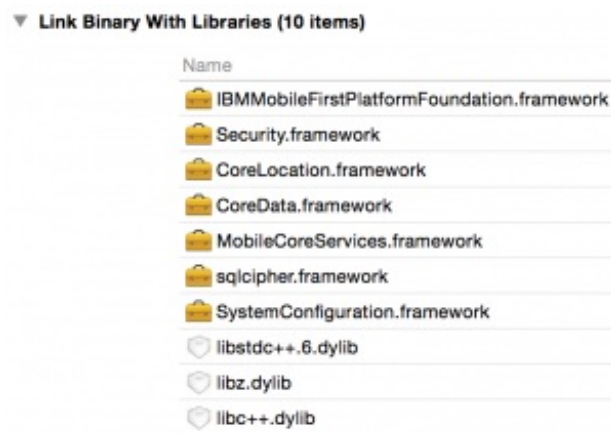 Link Binary With Libraries (10 items)
Name
IBMMobileFirstPlatformFoundation.framework
Security.framework
CoreLocation.framework
CoreData.framework
MobileCoreServices.framework
sqlcipher.framework
SystemConfiguration.framework
libstdc++.6.dylib
libz.dylib
libc++.dylib